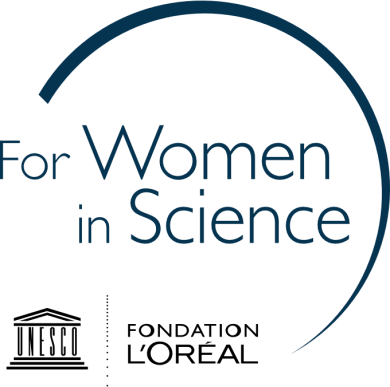 For Women
in Science
UNESCO
FONDATION
L'ORÉAL